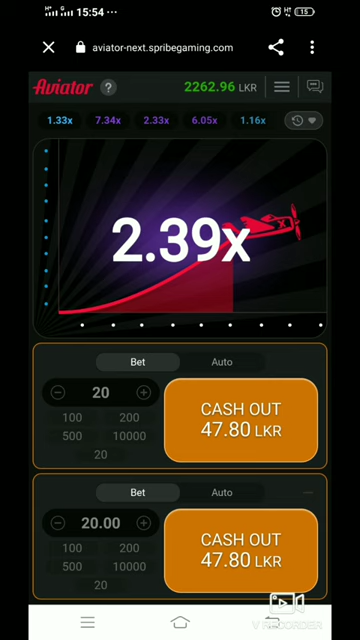 15:54 ··· 15
aviator-next.spribegaming.com
Aviator ? 2262.96 LKR
1.33x 7.34x 2.33x 6.05x 1.16x
2.39x
Bet Auto
20
100 200
500 10000
20
CASH OUT
47.80 LKR
Bet Auto
20.00
100 200
500 10000
20
CASH OUT
47.80 LKR
V RECORDER